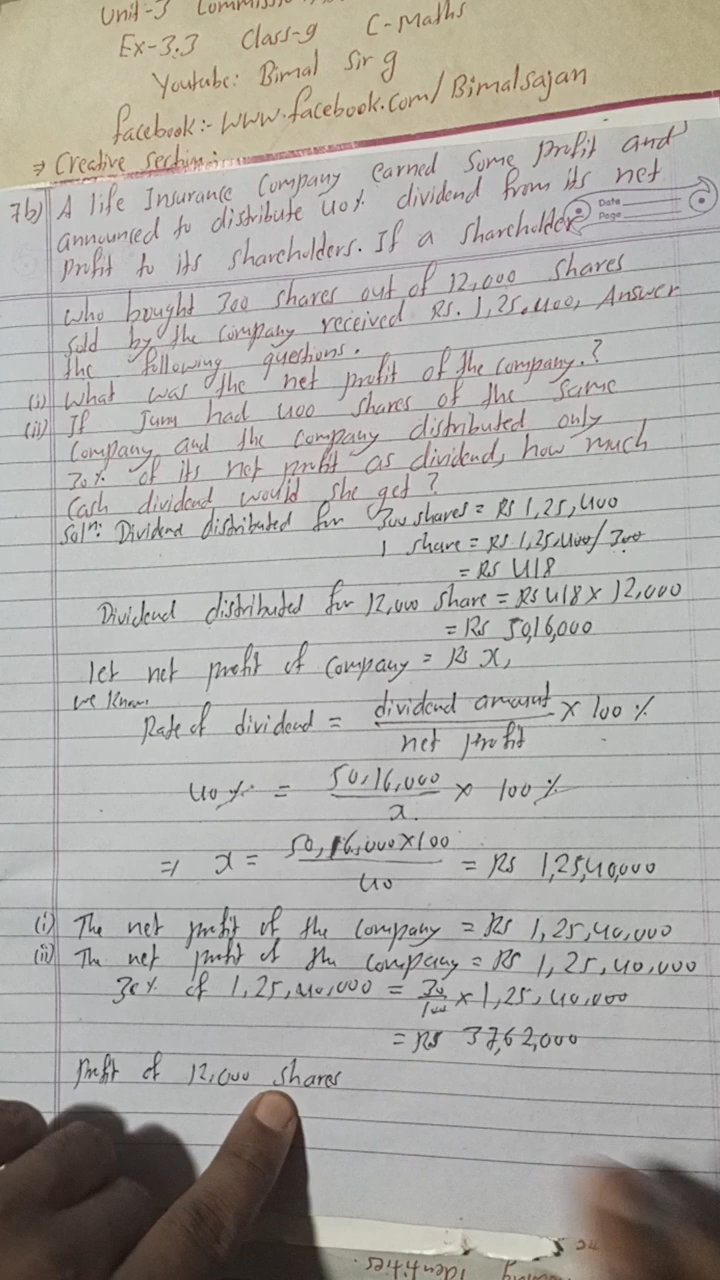 Unit-3 Commiss
Ex-3.3 Class-9 C-Maths
Youtube: Bimal Sir g
facebook:- www.facebook.com/Bimalsajan
⇒ Creative section:
7b) A life Insurance Company earned some profit and
announced to distribute 40% dividend from its net
profit to its shareholders. If a shareholder
Date
Page
who bought 300 shares out of 12,000 shares
sold by the company received Rs. 1,25,400, Answer
the following questions.
(i) What was the net profit of the company.?
(ii) If had 400 shares of the same
company and the company distributed only
30% of its net profit as dividend, how much
cash dividend would she get?
Solⁿ: Dividend distributed for 300 shares = RS 1,25,400
1 share = RS 1,25,400/300
= RS 418
Dividend distributed for 12,000 share = RS 418 × 12,000
= RS 50,16,000
let net profit of company = RS x,
we know
Rate of dividend = dividend amount / net profit × 100%
40% = 50,16,000 / x × 100%
⇒ x = 50,16,000×100 / 40 = RS 1,25,40,000
(i) The net profit of the company = RS 1,25,40,000
(ii) The net profit of the company = RS 1,25,40,000
30% of 1,25,40,000 = 30/100 × 1,25,40,000
= RS 37,62,000
profit of 12,000 shares
Identities.